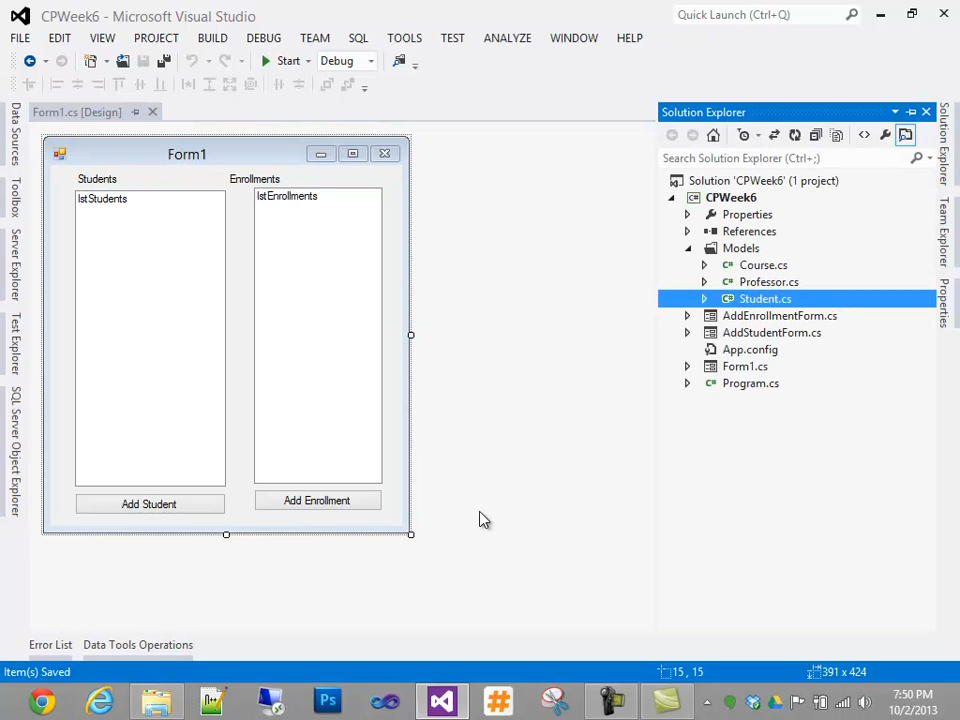 CPWeek6 - Microsoft Visual Studio
Quick Launch (Ctrl+Q)
FILE EDIT VIEW PROJECT BUILD DEBUG TEAM SQL TOOLS TEST ANALYZE WINDOW HELP
Start Debug
Form1.cs [Design]
Data Sources
Toolbox
Server Explorer
Test Explorer
SQL Server Object Explorer
Form1
Students Enrollments
lstStudents lstEnrollments
Add Student Add Enrollment
Solution Explorer
Search Solution Explorer (Ctrl+;)
Solution 'CPWeek6' (1 project)
C# CPWeek6
Properties
References
Models
C# Course.cs
C# Professor.cs
C# Student.cs
AddEnrollmentForm.cs
AddStudentForm.cs
App.config
Form1.cs
C# Program.cs
Solution Explorer
Team Explorer
Properties
Error List Data Tools Operations
Item(s) Saved 15 , 15 391 x 424
Ps
7:50 PM
10/2/2013